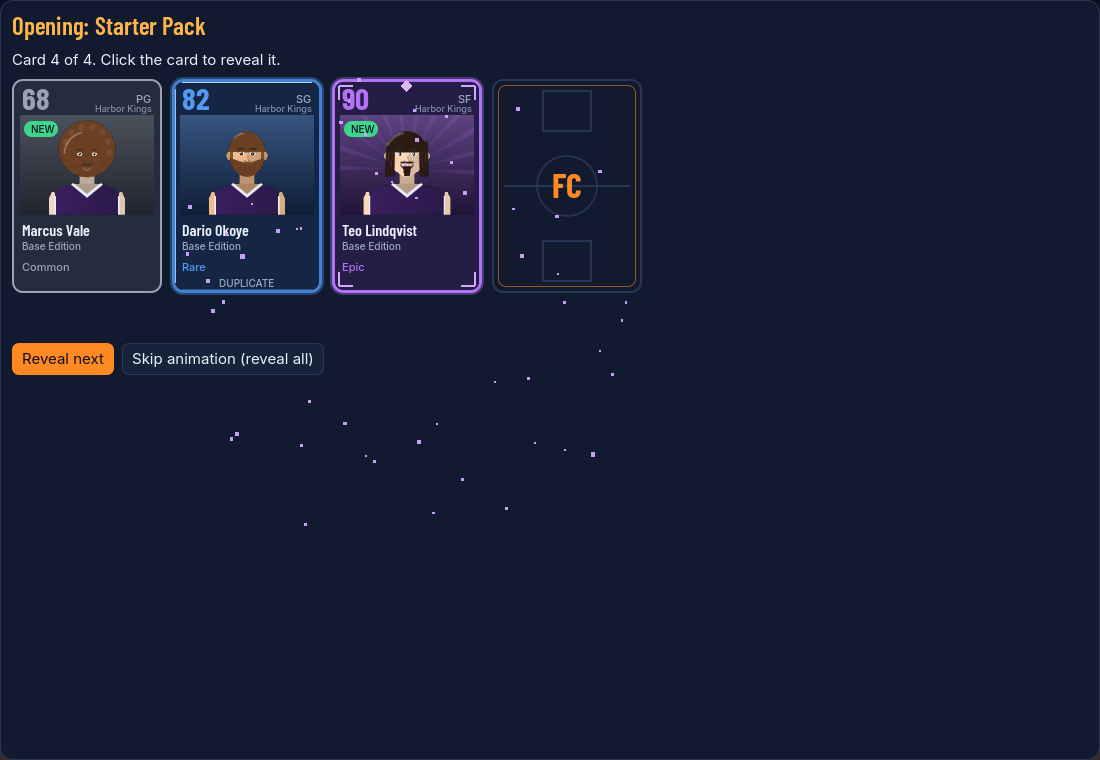 Opening: Starter Pack
Card 4 of 4. Click the card to reveal it.
68
PG
Harbor Kings
NEW
Marcus Vale
Base Edition
Common
82
SG
Harbor Kings
Dario Okoye
Base Edition
Rare
DUPLICATE
90
SF
Harbor Kings
NEW
Teo Lindqvist
Base Edition
Epic
FC
Reveal next
Skip animation (reveal all)